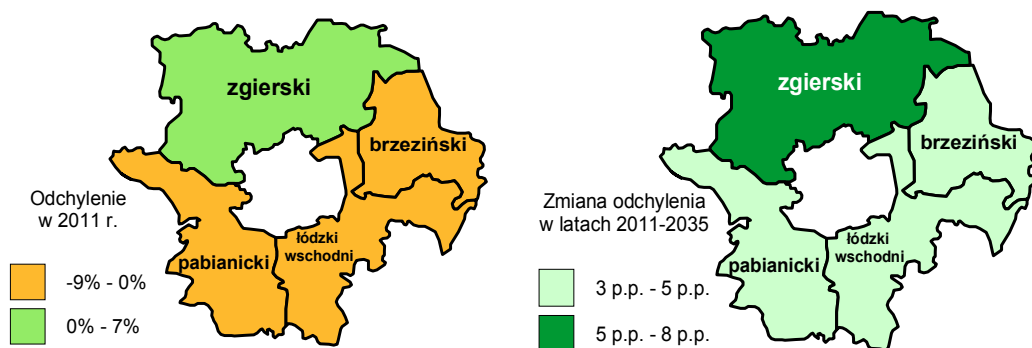 zgierski
brzeziński
łódzki
wschodni
pabianicki
Odchylenie
w 2011 r.
-9% - 0%
0% - 7%
zgierski
brzeziński
łódzki
wschodni
pabianicki
Zmiana odchylenia
w latach 2011-2035
3 p.p. - 5 p.p.
5 p.p. - 8 p.p.